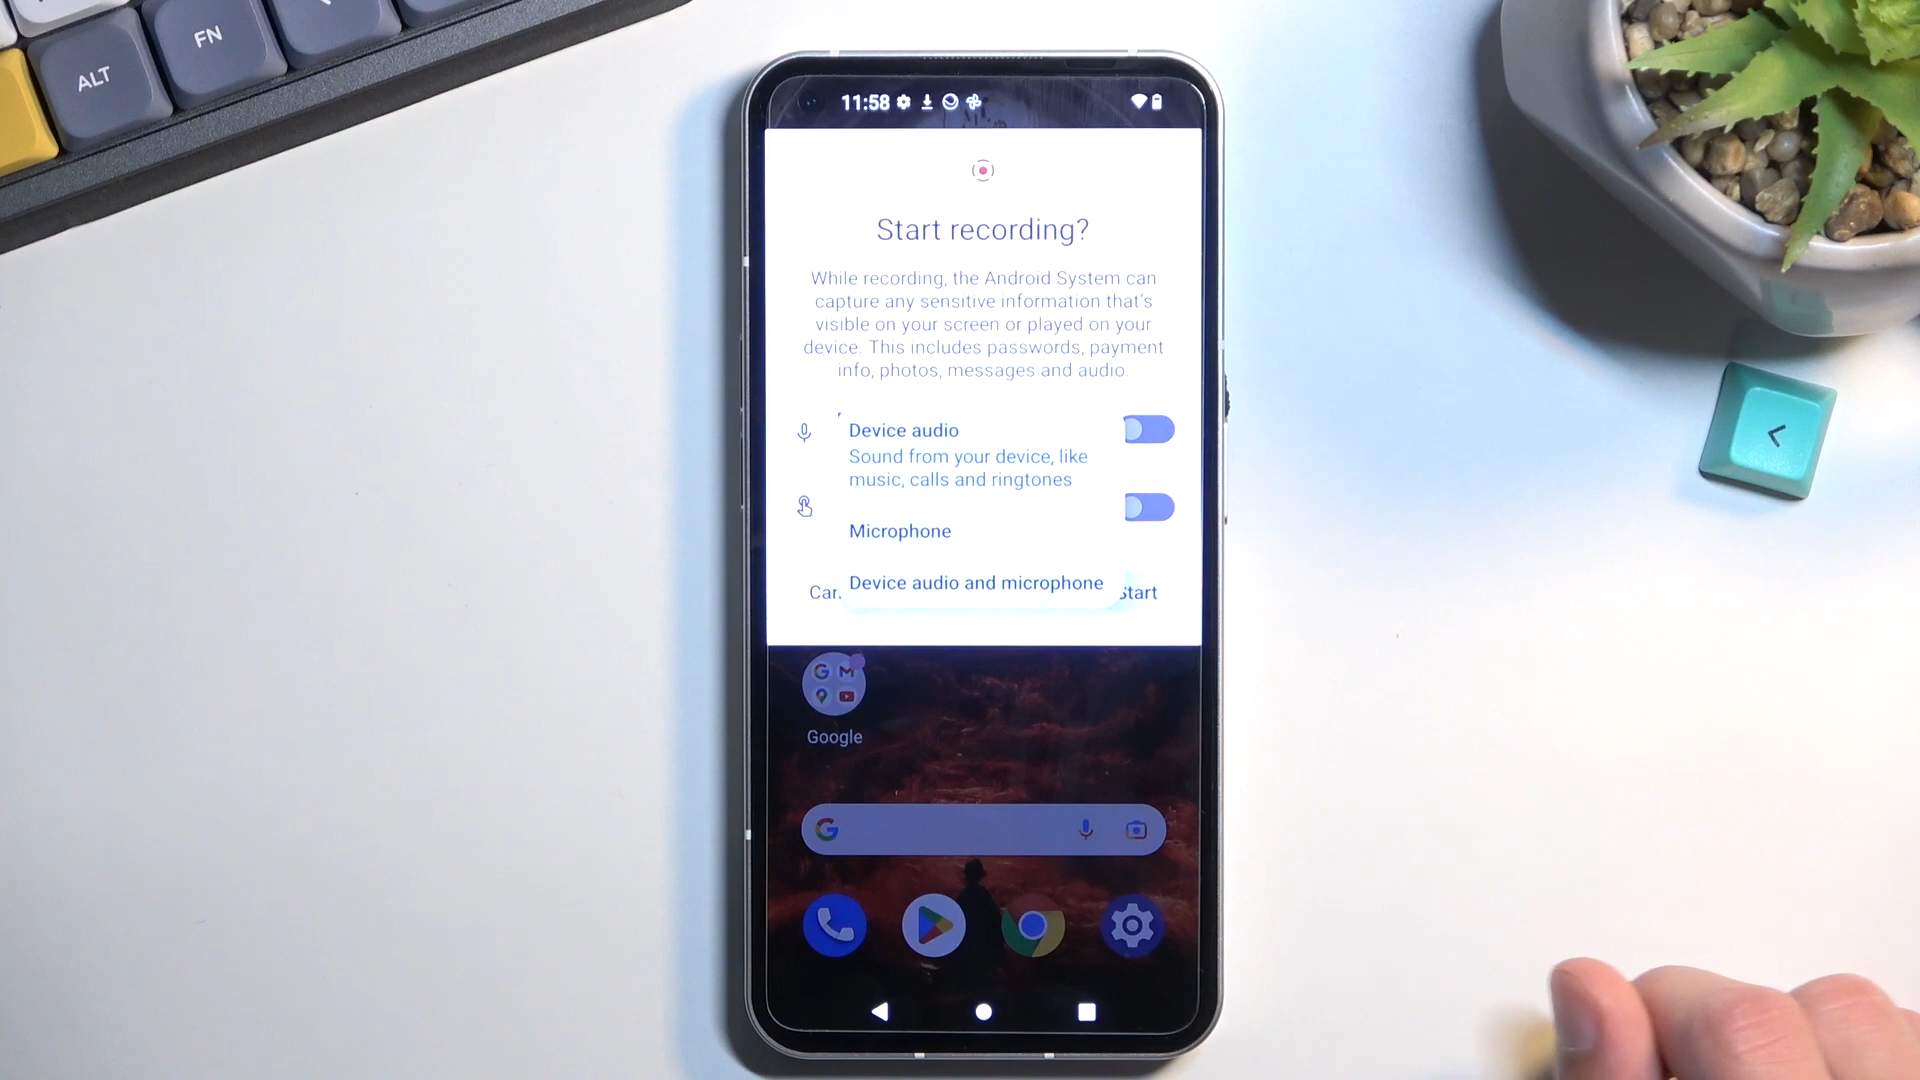 ALT
FN
11:58
Start recording?
While recording, the Android System can
capture any sensitive information that's
visible on your screen or played on your
device. This includes passwords, payment
info, photos, messages and audio.
Device audio
Sound from your device, like
music, calls and ringtones
Microphone
Device audio and microphone
Start
Google
<